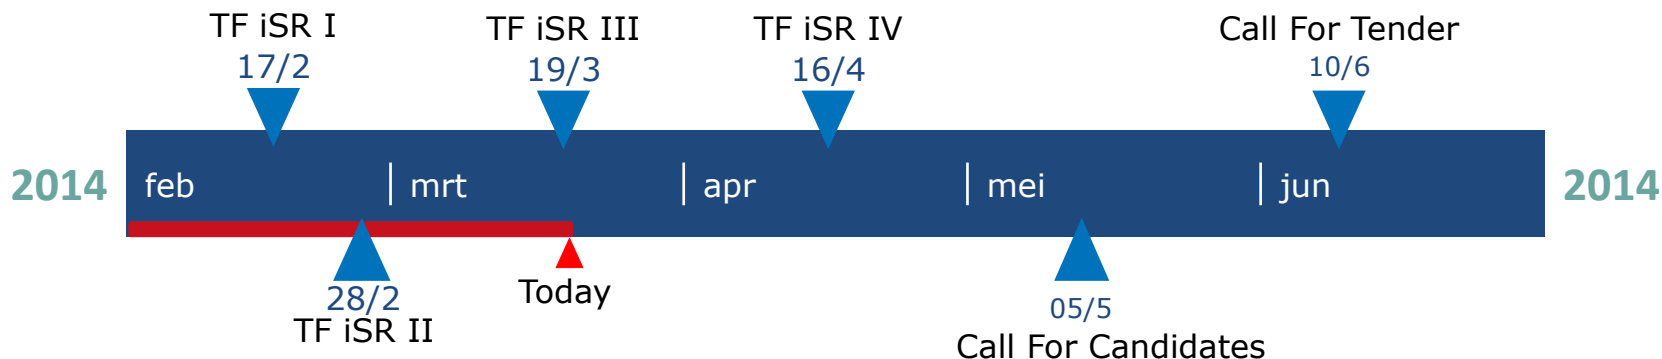 TF iSR I
17/2
TF iSR III
19/3
TF iSR IV
16/4
Call For Tender
10/6
2014
feb
mrt
apr
mei
jun
2014
28/2
TF iSR II
Today
05/5
Call For Candidates